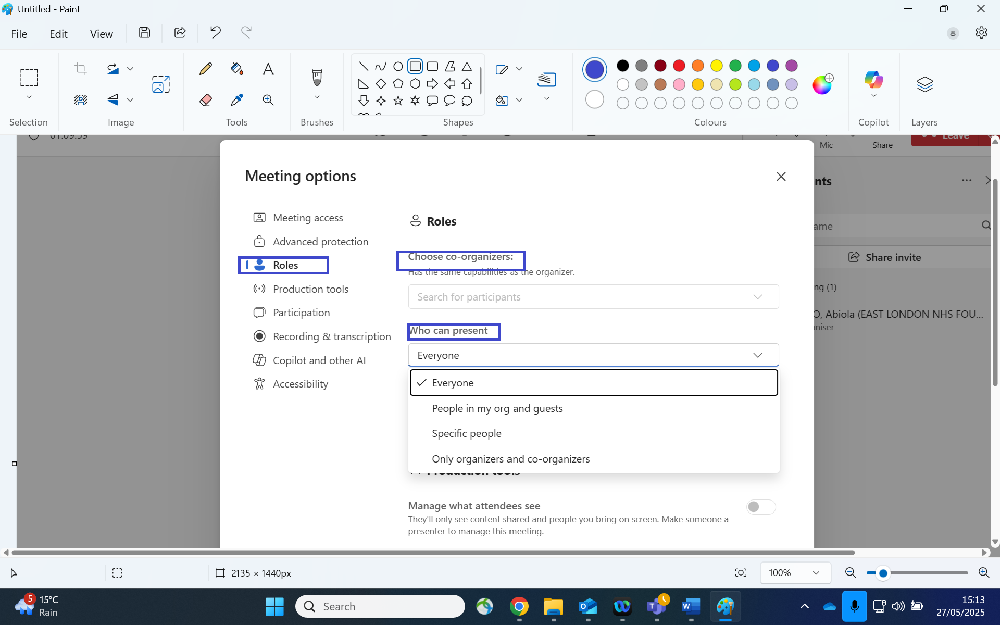 Untitled - Paint
File Edit View
Selection Image Tools Brushes Shapes Colours Copilot Layers
01:09:59 Mic Share Leave
Meeting options
nts
Meeting access
Advanced protection
Roles
Production tools
Participation
Recording & transcription
Copilot and other AI
Accessibility
Roles
Choose co-organizers:
Has the same capabilities as the organizer.
Search for participants
Who can present
Everyone
Everyone
People in my org and guests
Specific people
Only organizers and co-organizers
Production tools
Manage what attendees see
They'll only see content shared and people you bring on screen. Make someone a
presenter to manage this meeting.
ame
Share invite
ng (1)
O, Abiola (EAST LONDON NHS FOU...
niser
2135 × 1440px 100%
5 15°C
Rain
Search
15:13
27/05/2025